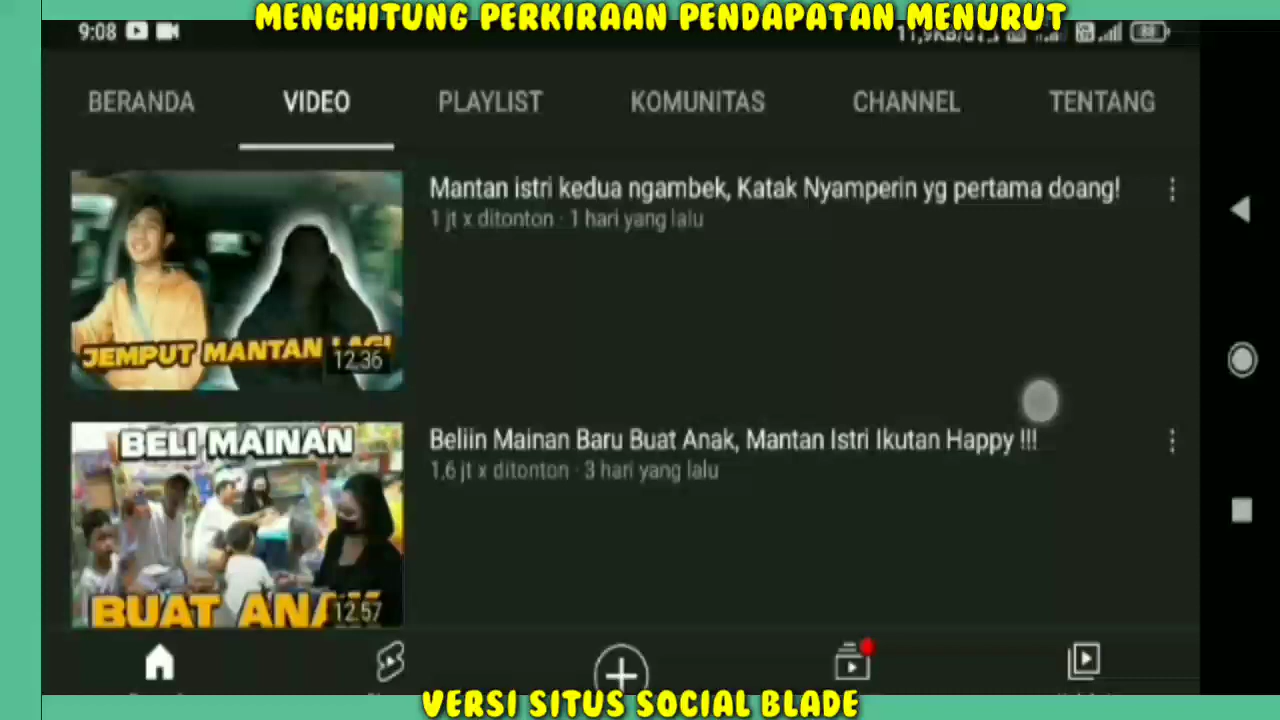 MENGHITUNG PERKIRAAN PENDAPATAN MENURUT
9:08
BERANDA VIDEO PLAYLIST KOMUNITAS CHANNEL TENTANG
Mantan istri kedua ngambek, Katak Nyamperin yg pertama doang!
1 jt x ditonton · 1 hari yang lalu
JEMPUT MANTAN LAGI
12.36
BELI MAINAN
Beliin Mainan Baru Buat Anak, Mantan Istri Ikutan Happy !!!
1,6 jt x ditonton · 3 hari yang lalu
BUAT ANAK
12.57
VERSI SITUS SOCIAL BLADE